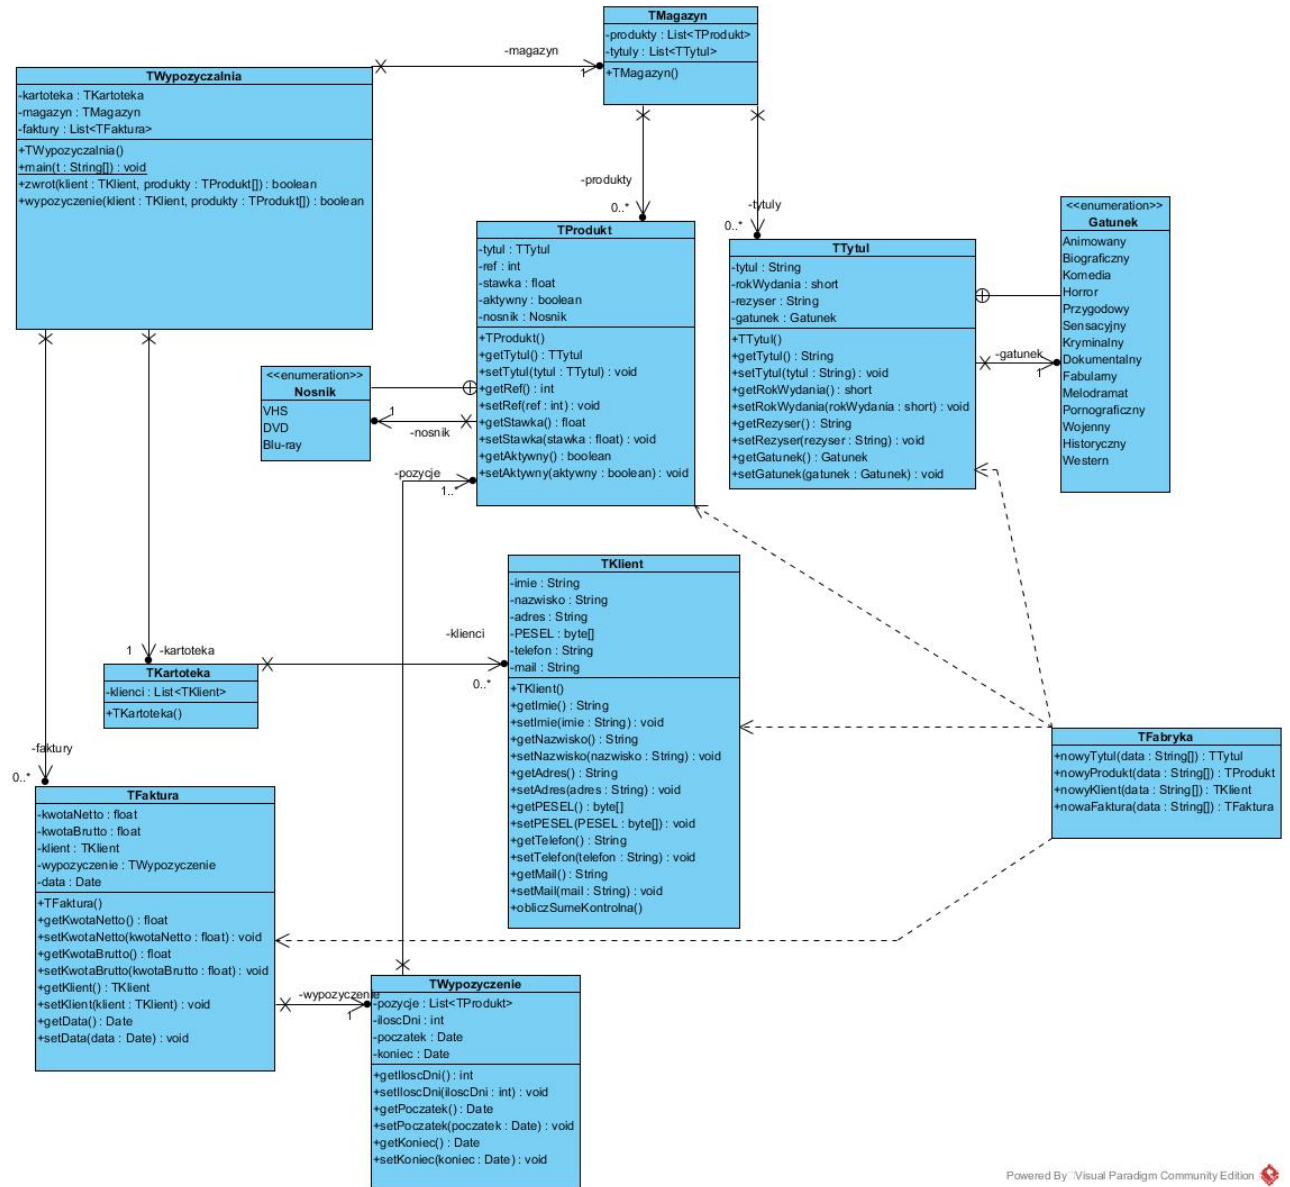 TMagazyn
-produkty : List<TProdukt>
-tytuly : List<TTytul>
+TMagazyn()
-magazyn
1
TWypozyczalnia
-kartoteka : TKartoteka
-magazyn : TMagazyn
-faktury : List<TFaktura>
+TWypozyczalnia()
+main(t : String[]) : void
+zwrot(klient : TKlient, produkty : TProdukt[]) : boolean
+wypozyczenie(klient : TKlient, produkty : TProdukt[]) : boolean
-produkty
0..*
-tytuly
0..*
TProdukt
-tytul : TTytul
-ref : int
-stawka : float
-aktywny : boolean
-nosnik : Nosnik
+TProdukt()
+getTytul() : TTytul
+setTytul(tytul : TTytul) : void
+getRef() : int
+setRef(ref : int) : void
+getStawka() : float
+setStawka(stawka : float) : void
+getAktywny() : boolean
+setAktywny(aktywny : boolean) : void
TTytul
-tytul : String
-rokWydania : short
-rezyser : String
-gatunek : Gatunek
+TTytul()
+getTytul() : String
+setTytul(tytul : String) : void
+getRokWydania() : short
+setRokWydania(rokWydania : short) : void
+getRezyser() : String
+setRezyser(rezyser : String) : void
+getGatunek() : Gatunek
+setGatunek(gatunek : Gatunek) : void
<<enumeration>>
Gatunek
Animowany
Biograficzny
Komedia
Horror
Przygodowy
Sensacyjny
Kryminalny
Dokumentalny
Fabularny
Melodramat
Pornograficzny
Wojenny
Historyczny
Western
-gatunek
1
<<enumeration>>
Nosnik
VHS
DVD
Blu-ray
1
-nosnik
-pozycje
1..*
TKlient
-imie : String
-nazwisko : String
-adres : String
-PESEL : byte[]
-telefon : String
-mail : String
+TKlient()
+getImie() : String
+setImie(imie : String) : void
+getNazwisko() : String
+setNazwisko(nazwisko : String) : void
+getAdres() : String
+setAdres(adres : String) : void
+getPESEL() : byte[]
+setPESEL(PESEL : byte[]) : void
+getTelefon() : String
+setTelefon(telefon : String) : void
+getMail() : String
+setMail(mail : String) : void
+obliczSumeKontrolna()
-klienci
0..*
1
-kartoteka
TKartoteka
-klienci : List<TKlient>
+TKartoteka()
TFabryka
+nowyTytul(data : String[]) : TTytul
+nowyProdukt(data : String[]) : TProdukt
+nowyKlient(data : String[]) : TKlient
+nowaFaktura(data : String[]) : TFaktura
-faktury
0..*
TFaktura
-kwotaNetto : float
-kwotaBrutto : float
-klient : TKlient
-wypozyczenie : TWypozyczenie
-data : Date
+TFaktura()
+getKwotaNetto() : float
+setKwotaNetto(kwotaNetto : float) : void
+getKwotaBrutto() : float
+setKwotaBrutto(kwotaBrutto : float) : void
+getKlient() : TKlient
+setKlient(klient : TKlient) : void
+getData() : Date
+setData(data : Date) : void
-wypozyczenie
1
TWypozyczenie
-pozycje : List<TProdukt>
-iloscDni : int
-poczatek : Date
-koniec : Date
+getIloscDni() : int
+setIloscDni(iloscDni : int) : void
+getPoczatek() : Date
+setPoczatek(poczatek : Date) : void
+getKoniec() : Date
+setKoniec(koniec : Date) : void
Powered By Visual Paradigm Community Edition